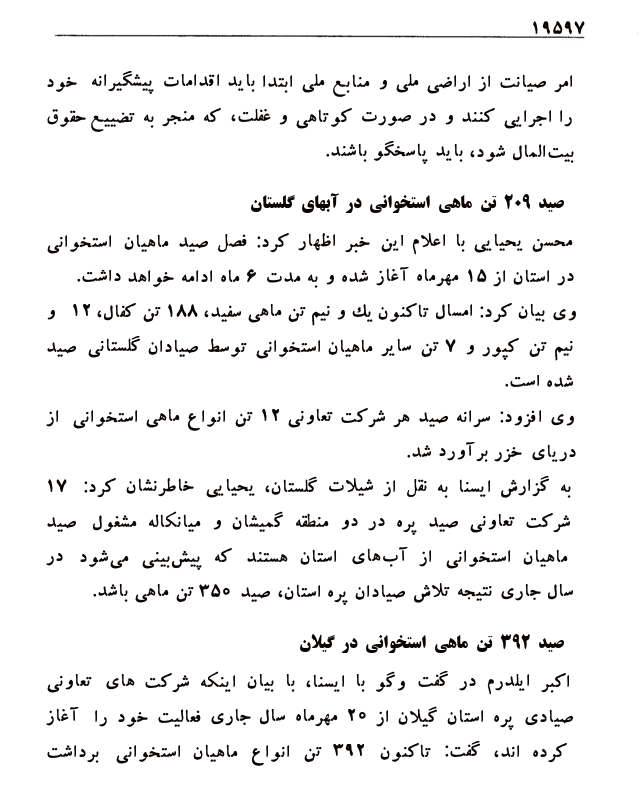 ۱۹۵۹۷
امر صیانت از اراضی ملی و منابع ملی ابتدا باید اقدامات پیشگیرانه خود
را اجرایی کنند و در صورت کوتاهی و غفلت، که منجر به تضییع حقوق
بیت‌المال شود، باید پاسخگو باشند.
صید ۲۰۹ تن ماهی استخوانی در آبهای گلستان
محسن یحیایی با اعلام این خبر اظهار کرد: فصل صید ماهیان استخوانی
در استان از ۱۵ مهرماه آغاز شده و به مدت ۶ ماه ادامه خواهد داشت.
وی بیان کرد: امسال تاکنون یك و نیم تن ماهی سفید، ۱۸۸ تن کفال، ۱۲ و
نیم تن کپور و ۷ تن سایر ماهیان استخوانی توسط صیادان گلستانی صید
شده است.
وی افزود: سرانه صید هر شرکت تعاونی ۱۲ تن انواع ماهی استخوانی از
دریای خزر برآورد شد.
به گزارش ایسنا به نقل از شیلات گلستان، یحیایی خاطرنشان کرد: ۱۷
شرکت تعاونی صید پره در دو منطقه گمیشان و میانکاله مشغول صید
ماهیان استخوانی از آب‌های استان هستند که پیش‌بینی می‌شود در
سال جاری نتیجه تلاش صیادان پره استان، صید ۳۵۰ تن ماهی باشد.
صید ۳۹۲ تن ماهی استخوانی در گیلان
اکبر ایلدرم در گفت وگو با ایسنا، با بیان اینکه شرکت های تعاونی
صیادی پره استان گیلان از ۲۰ مهرماه سال جاری فعالیت خود را آغاز
کرده اند، گفت: تاکنون ۳۹۲ تن انواع ماهیان استخوانی برداشت